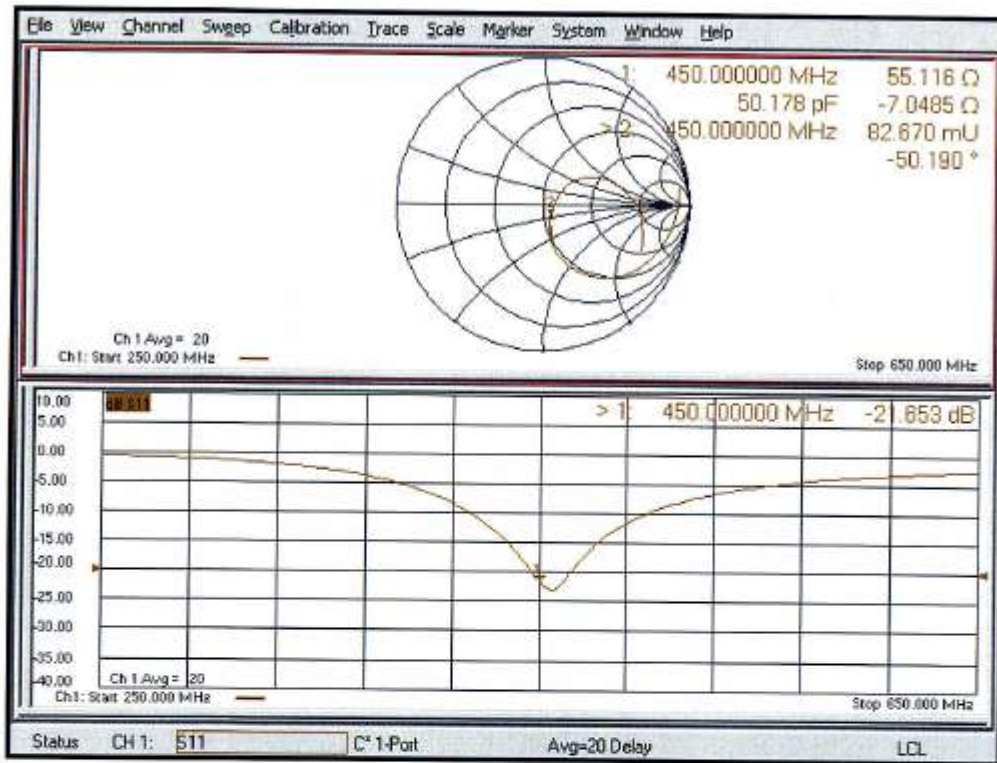 File View Channel Sweep Calibration Trace Scale Marker System Window Help
1: 450.000000 MHz 55.116 Ω
50.178 pF -7.0485 Ω
> 2: 450.000000 MHz 82.670 mU
-50.190 °
Ch 1 Avg = 20
Ch1: Start 250.000 MHz
Stop 650.000 MHz
10.00 dB S11
> 1: 450.000000 MHz -21.653 dB
5.00
0.00
-5.00
-10.00
-15.00
-20.00
1
-25.00
-30.00
-35.00
-40.00
Ch 1 Avg = 20
Ch1: Start 250.000 MHz
Stop 650.000 MHz
Status CH 1: S11 C* 1-Port Avg=20 Delay LCL